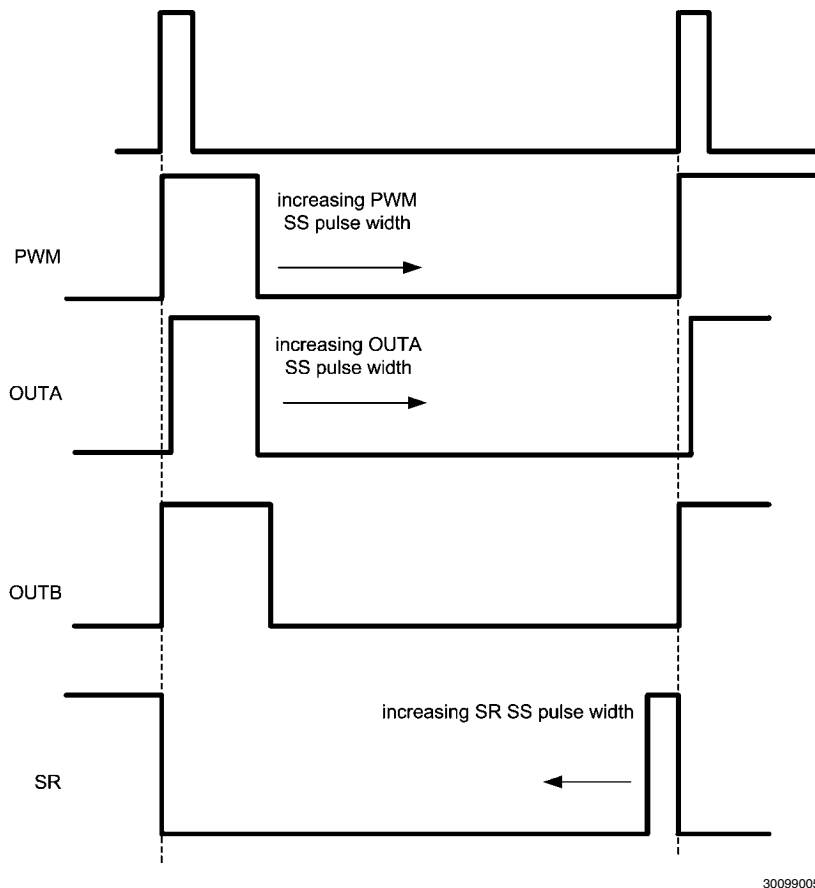 increasing PWM
SS pulse width
PWM
increasing OUTA
SS pulse width
OUTA
OUTB
increasing SR SS pulse width
SR
30099005